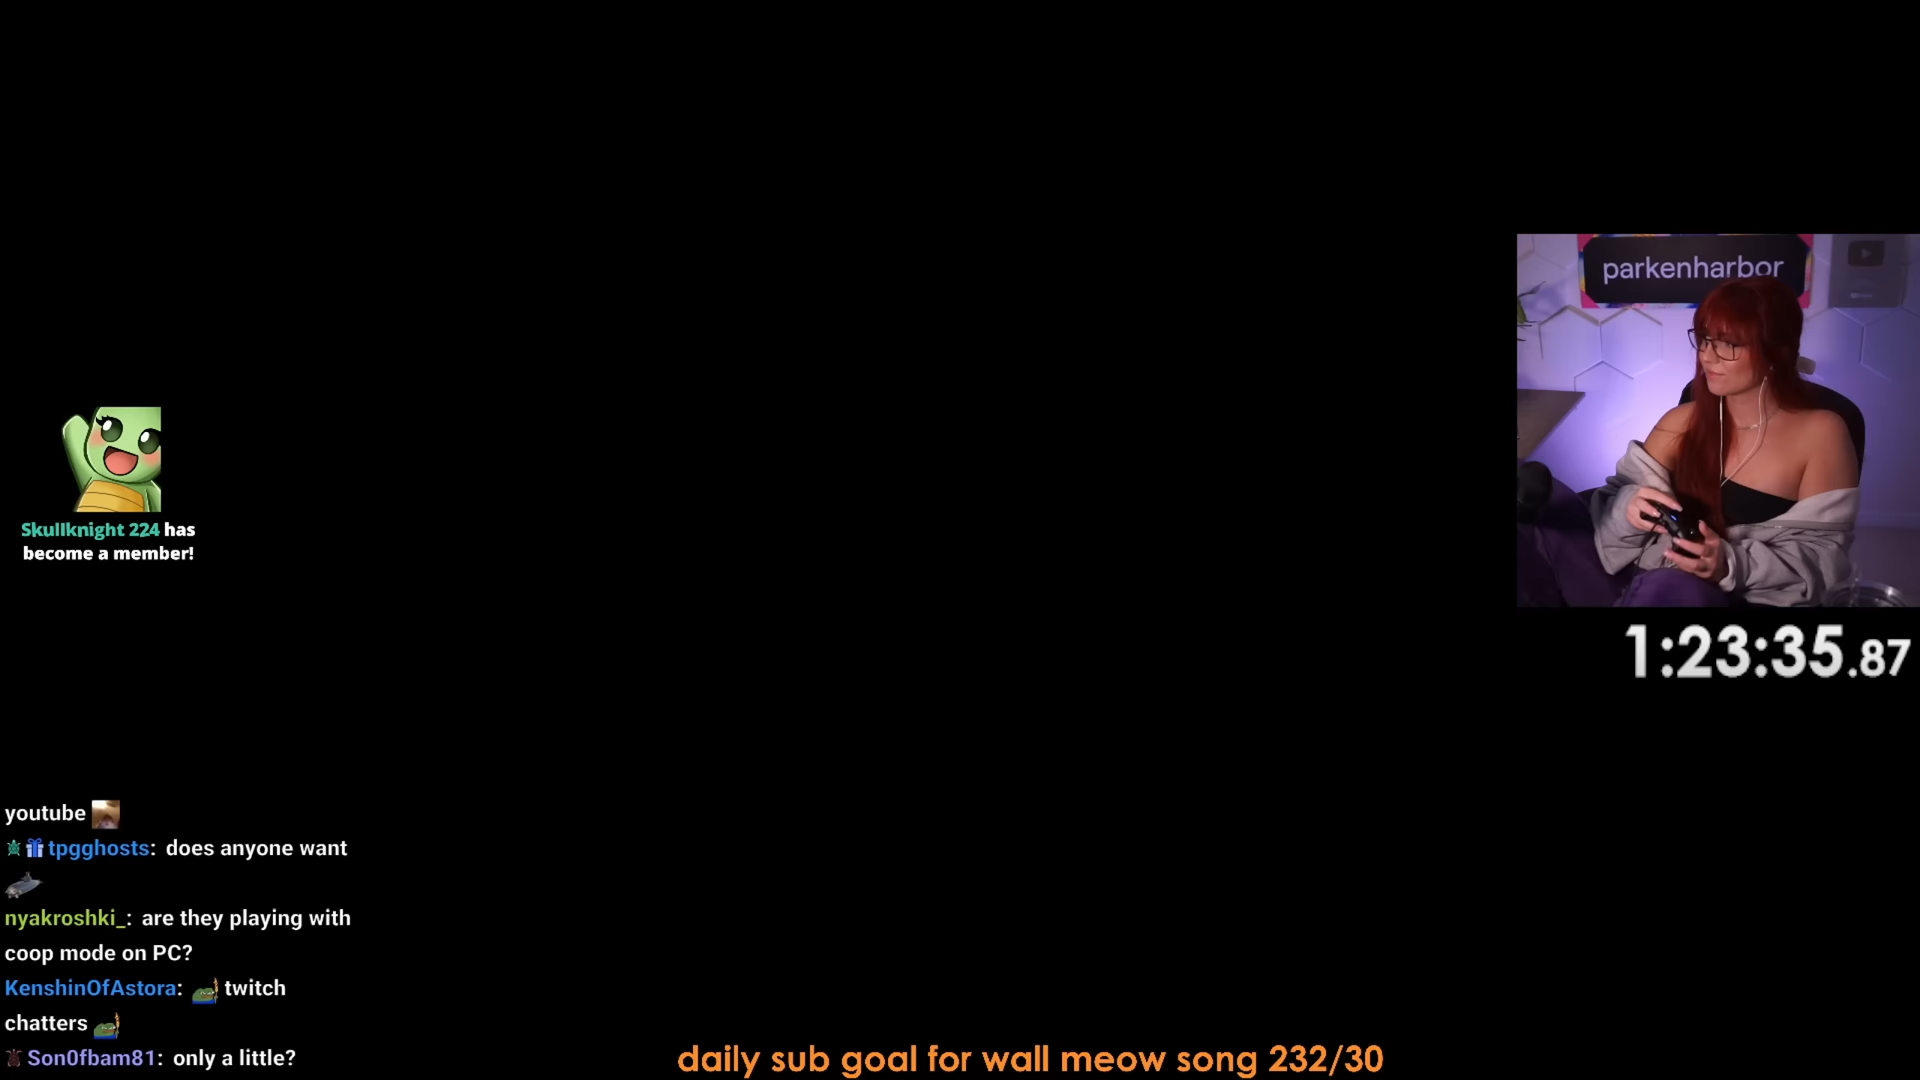 parkenharbor
Skullknight 224 has
become a member!
1:23:35.87
youtube
tpgghosts: does anyone want
nyakroshki_: are they playing with
coop mode on PC?
KenshinOfAstora: twitch
chatters
Son0fbam81: only a little?
daily sub goal for wall meow song 232/30